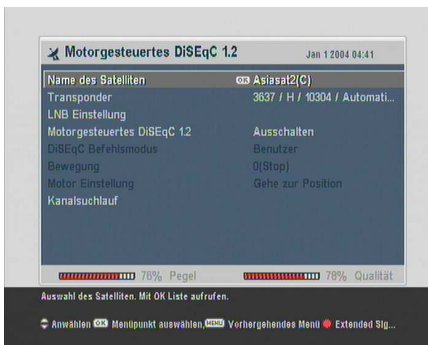 Motorgesteuertes DiSEqC 1.2 Jan 1 2004 04:41
Name des Satelliten OK Asiasat2(C)
Transponder 3637 / H / 10304 / Automati...
LNB Einstellung
Motorgesteuertes DiSEqC 1.2 Ausschalten
DiSEqC Befehlsmodus Benutzer
Bewegung 0(Stop)
Motor Einstellung Gehe zur Position
Kanalsuchlauf
76% Pegel 78% Qualität
Auswahl des Satelliten. Mit OK Liste aufrufen.
Anwählen OK Menüpunkt auswählen, MENU Vorhergehendes Menü Extended Sig...